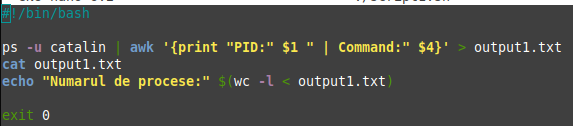 #!/bin/bash
ps -u catalin | awk '{print "PID:" $1 " | Command:" $4}' > output1.txt
cat output1.txt
echo "Numarul de procese:" $(wc -l < output1.txt)
exit 0